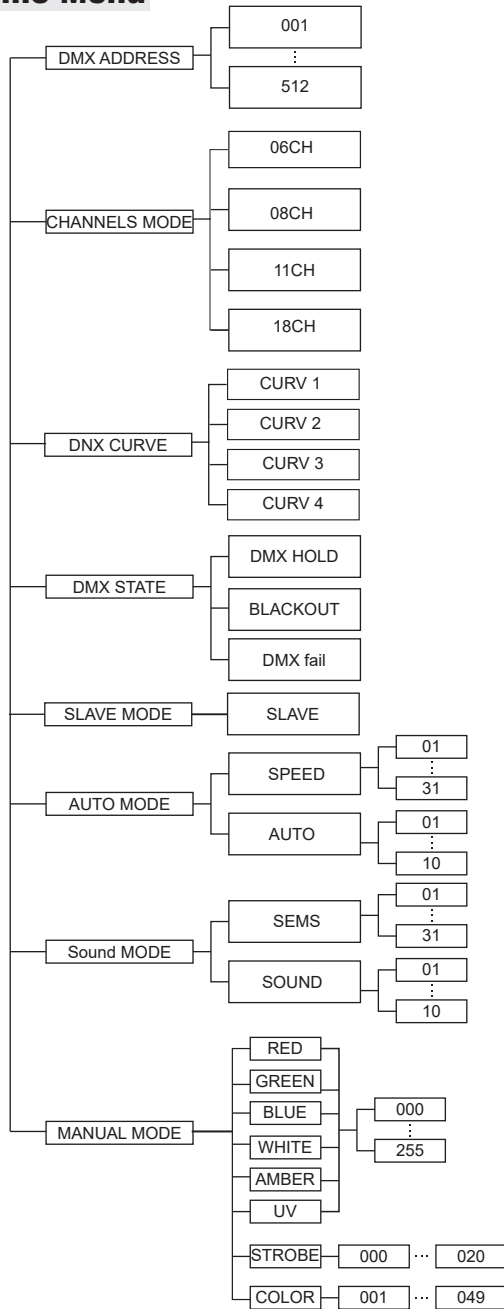 Menu
DMX ADDRESS
001
512
CHANNELS MODE
06CH
08CH
11CH
18CH
DNX CURVE
CURV 1
CURV 2
CURV 3
CURV 4
DMX STATE
DMX HOLD
BLACKOUT
DMX fail
SLAVE MODE
SLAVE
AUTO MODE
SPEED
01
31
AUTO
01
10
Sound MODE
SEMS
01
31
SOUND
01
10
MANUAL MODE
RED
GREEN
BLUE
WHITE
AMBER
UV
000
255
STROBE 000 ... 020
COLOR 001 ... 049